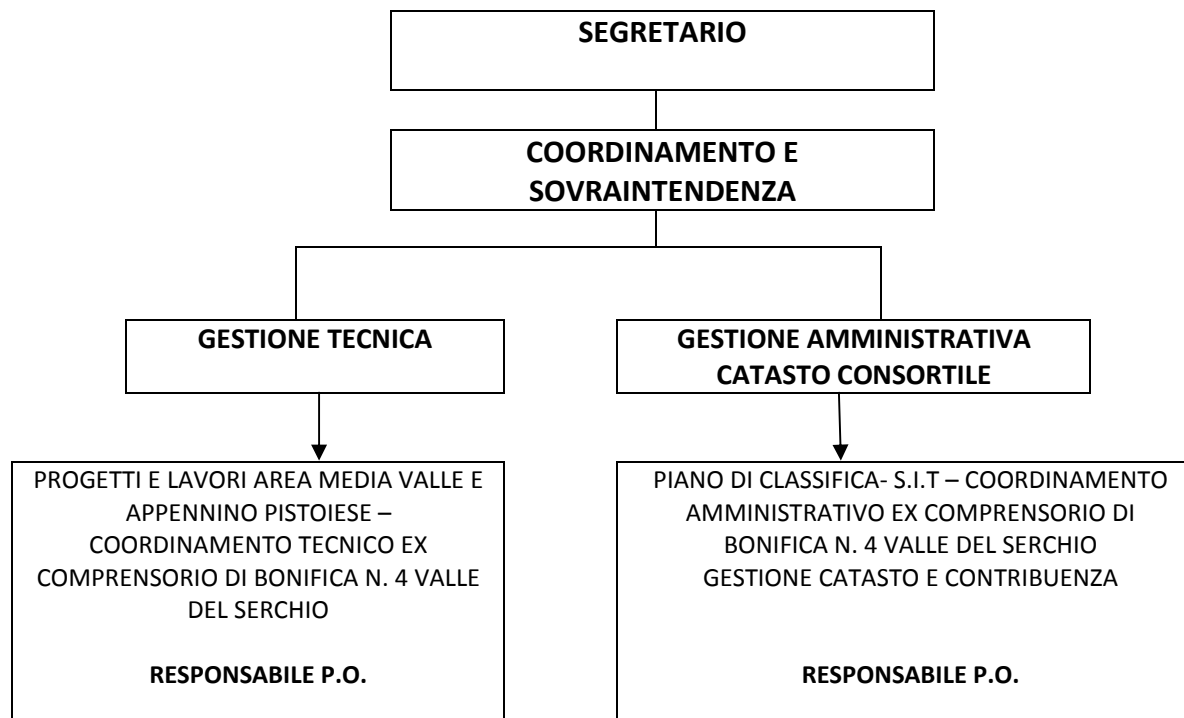 SEGRETARIO
COORDINAMENTO E
SOVRAINTENDENZA
GESTIONE TECNICA
GESTIONE AMMINISTRATIVA
CATASTO CONSORTILE
PROGETTI E LAVORI AREA MEDIA VALLE E
APPENNINO PISTOIESE –
COORDINAMENTO TECNICO EX
COMPRENSORIO DI BONIFICA N. 4 VALLE
DEL SERCHIO
RESPONSABILE P.O.
PIANO DI CLASSIFICA- S.I.T – COORDINAMENTO
AMMINISTRATIVO EX COMPRENSORIO DI
BONIFICA N. 4 VALLE DEL SERCHIO
GESTIONE CATASTO E CONTRIBUENZA
RESPONSABILE P.O.